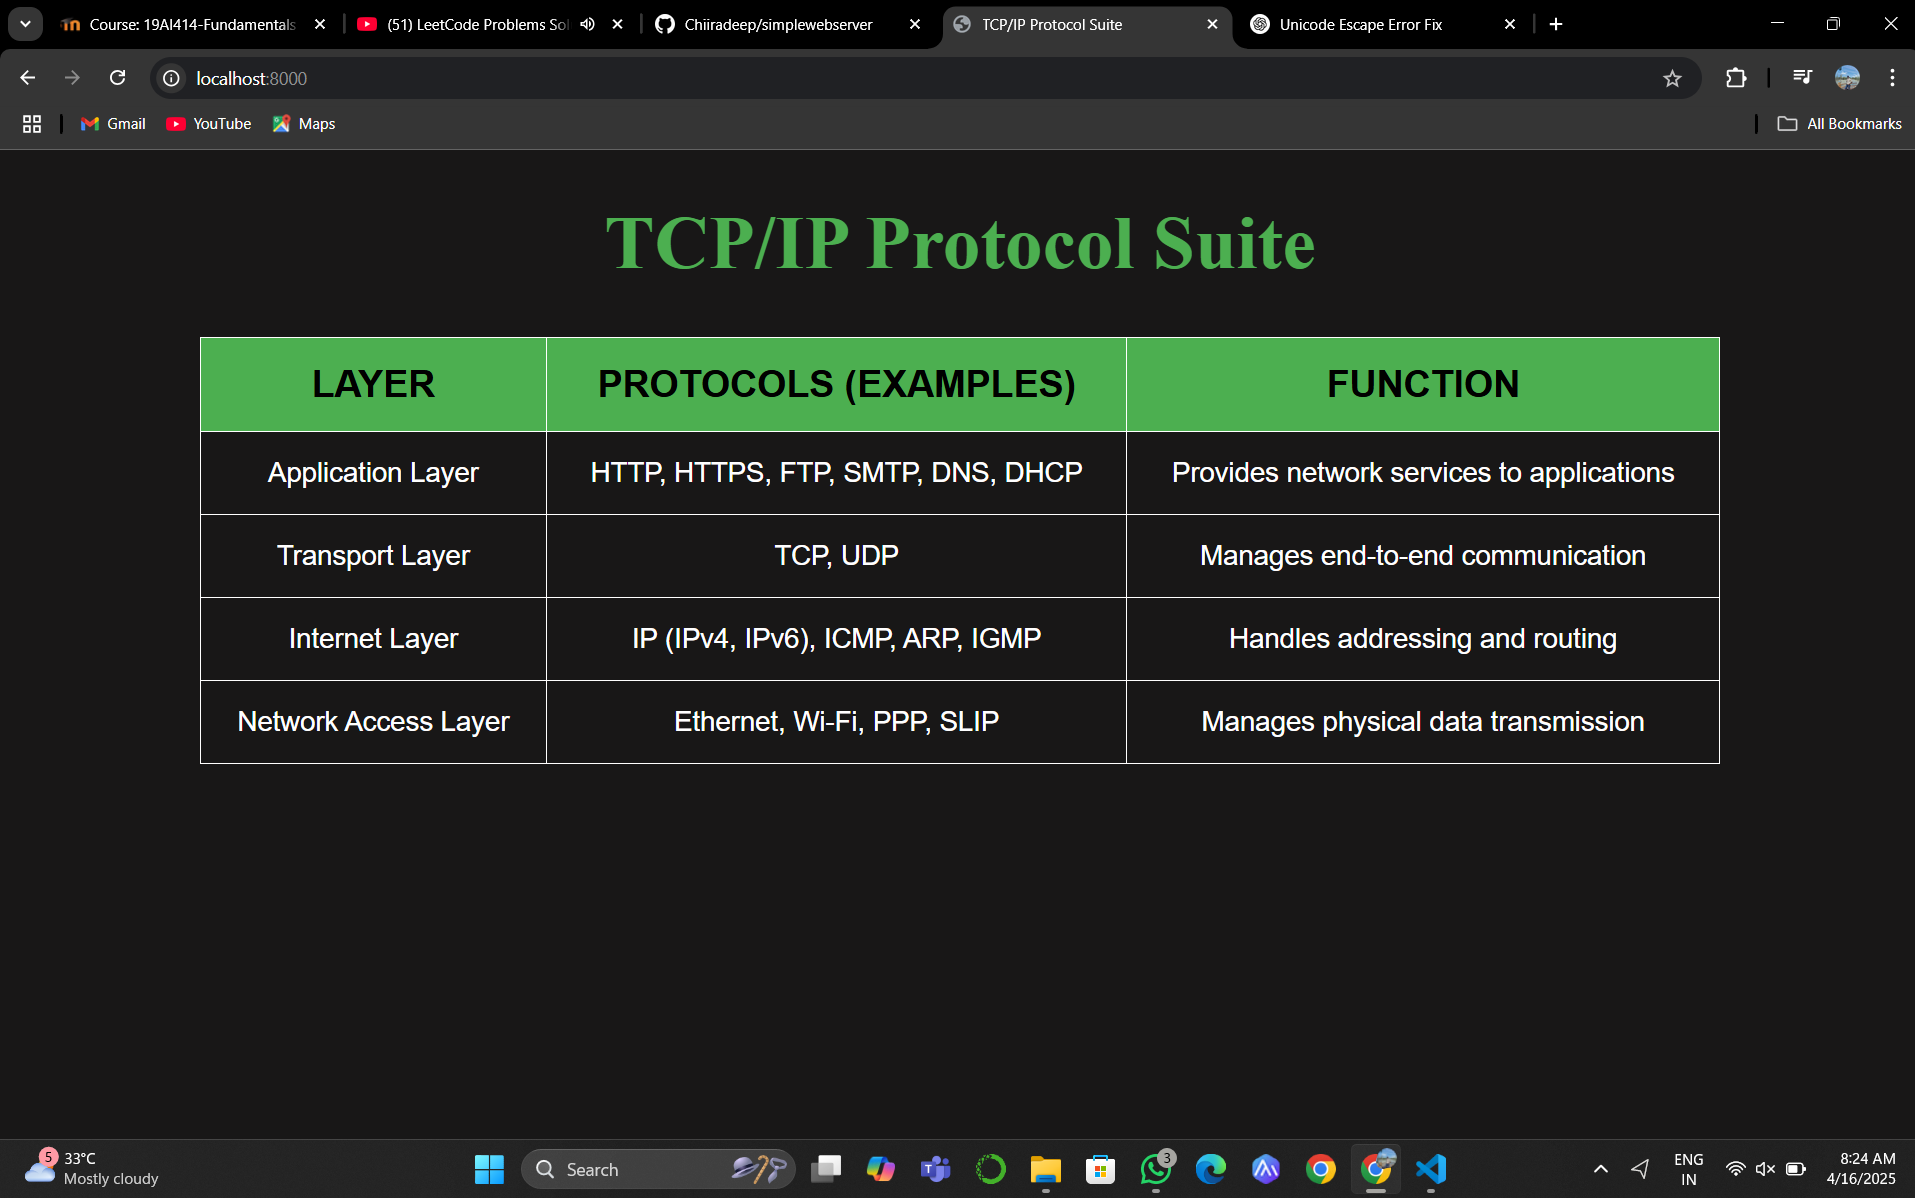 Course: 19AI414-Fundamentals
(51) LeetCode Problems Sol
Chiiradeep/simplewebserver
TCP/IP Protocol Suite
Unicode Escape Error Fix
localhost:8000
Gmail
YouTube
Maps
All Bookmarks
TCP/IP Protocol Suite
LAYER PROTOCOLS (EXAMPLES) FUNCTION
Application Layer HTTP, HTTPS, FTP, SMTP, DNS, DHCP Provides network services to applications
Transport Layer TCP, UDP Manages end-to-end communication
Internet Layer IP (IPv4, IPv6), ICMP, ARP, IGMP Handles addressing and routing
Network Access Layer Ethernet, Wi-Fi, PPP, SLIP Manages physical data transmission
5
33°C
Mostly cloudy
Search
3
ENG
IN
8:24 AM
4/16/2025